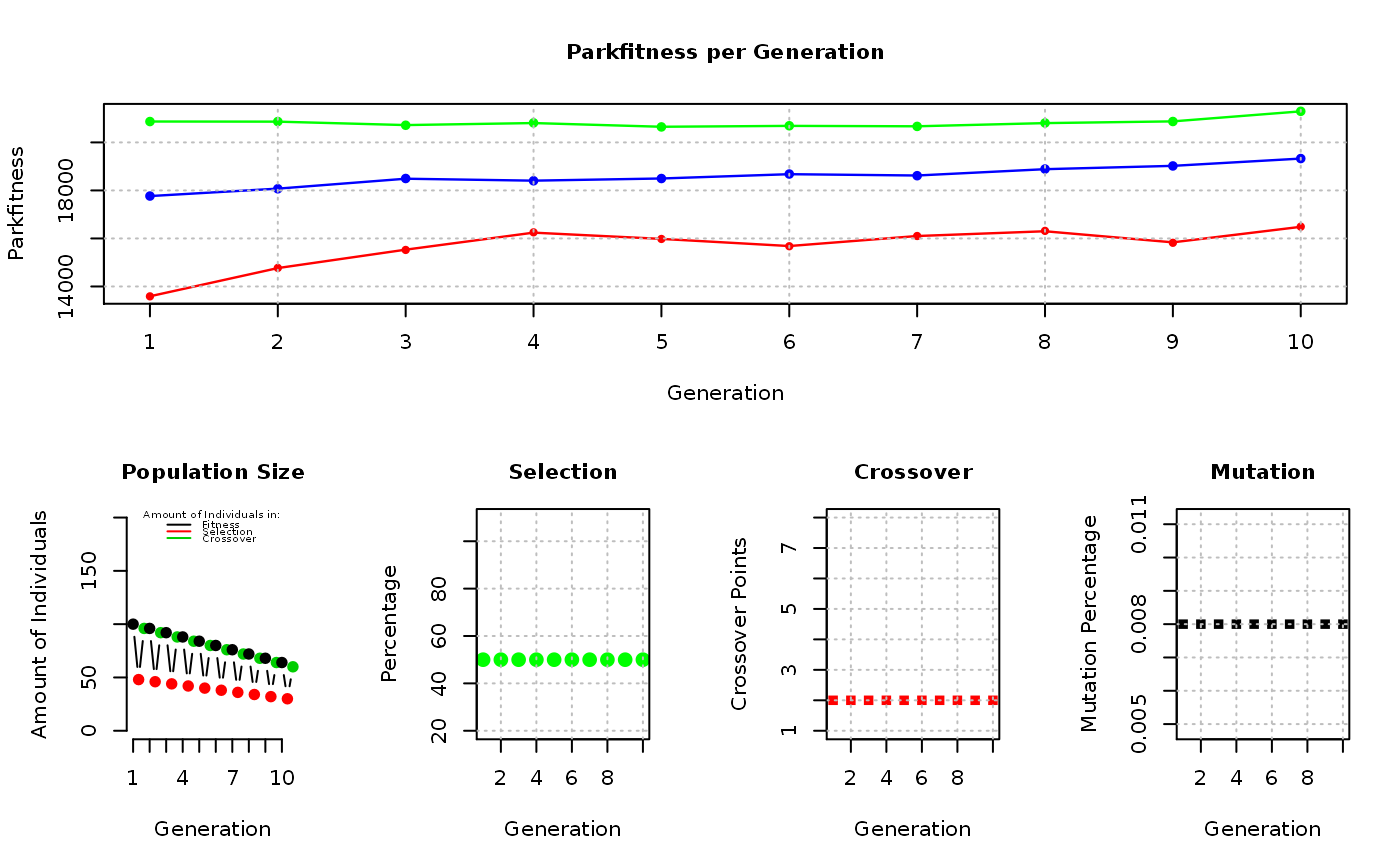 Parkfitness per Generation
Parkfitness
14000 18000
1 2 3 4 5 6 7 8 9 10
Generation
Population Size
Amount of Individuals
0 50 150
Amount of Individuals in:
Fitness
Selection
Crossover
1 4 7 10
Generation
Selection
Percentage
20 40 60 80
2 4 6 8
Generation
Crossover
Crossover Points
1 3 5 7
2 4 6 8
Generation
Mutation
Mutation Percentage
0.005 0.008 0.011
2 4 6 8
Generation